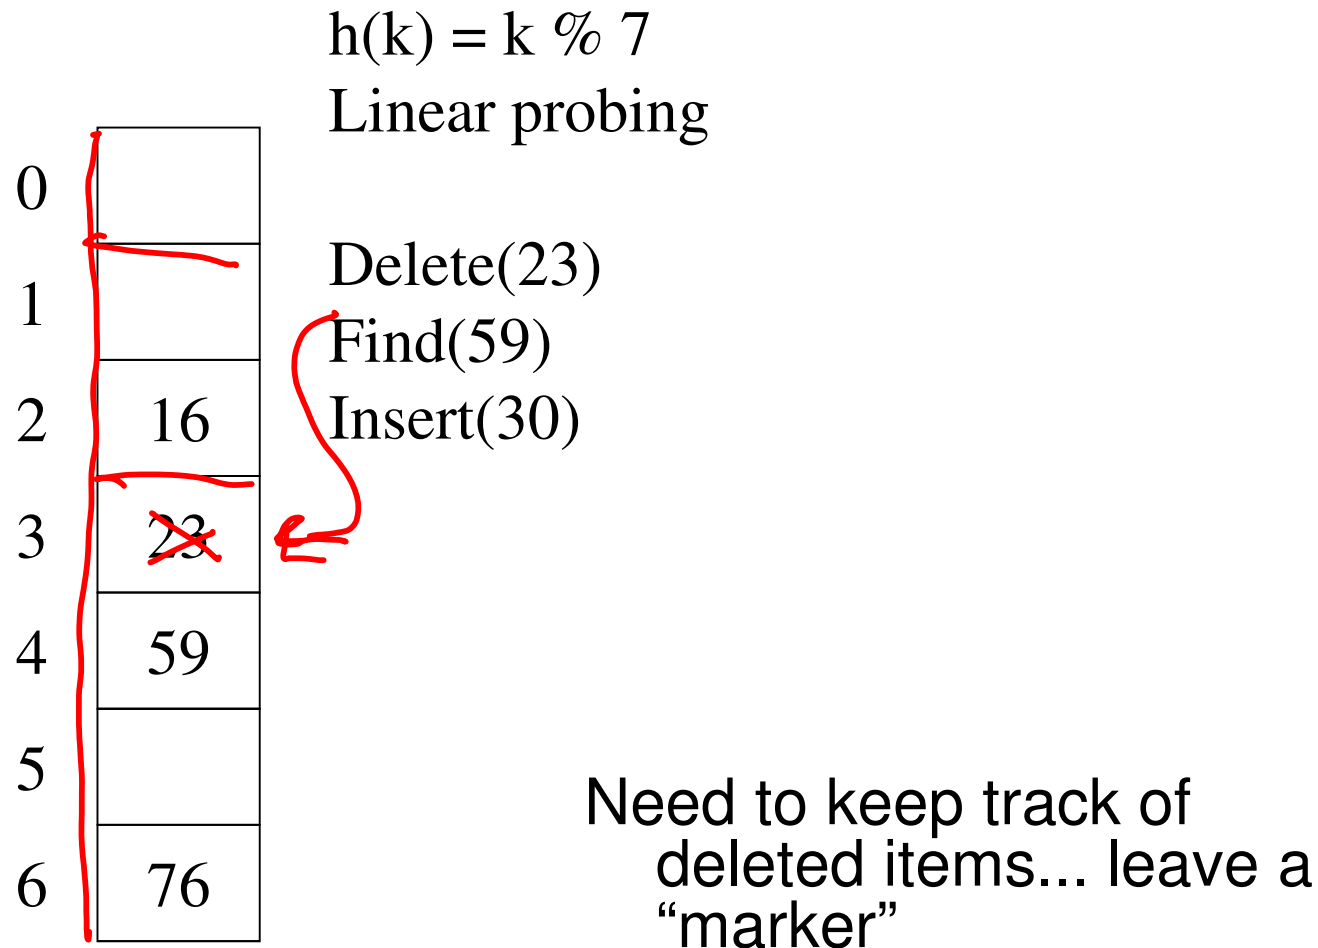 h(k) = k % 7
Linear probing
0
1
Delete(23)
Find(59)
Insert(30)
2 16
3 23
4 59
5
6 76
Need to keep track of
deleted items... leave a
“marker”